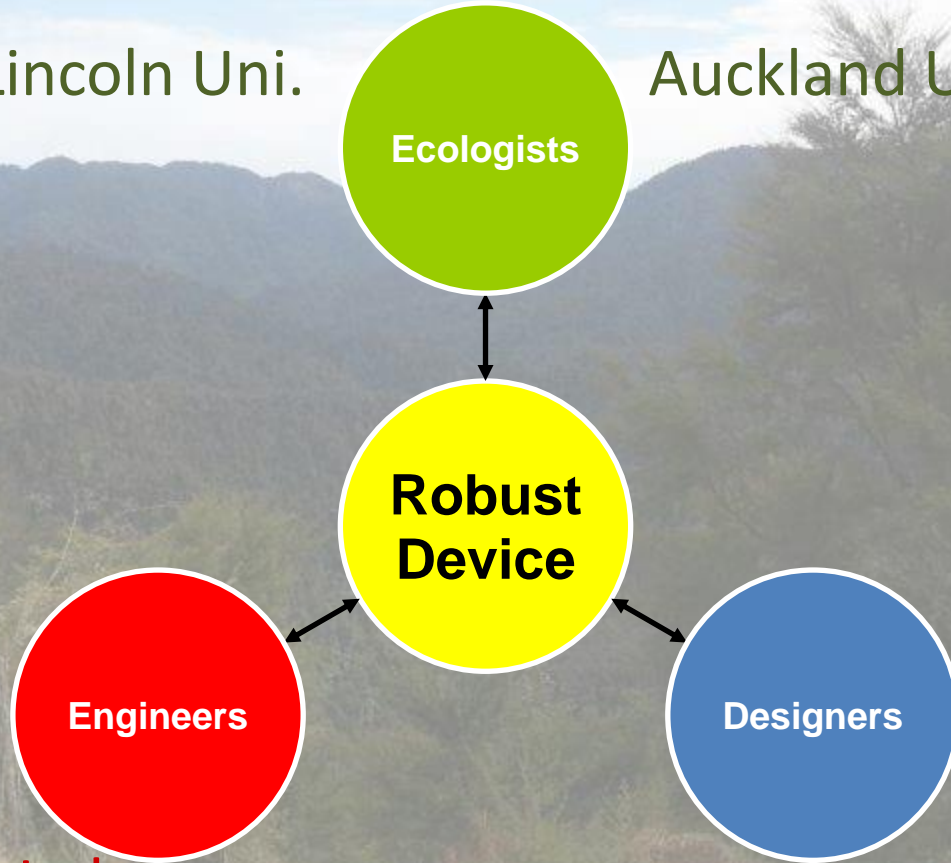 Lincoln Uni.
Auckland U
Ecologists
Robust
Device
Engineers
Designers